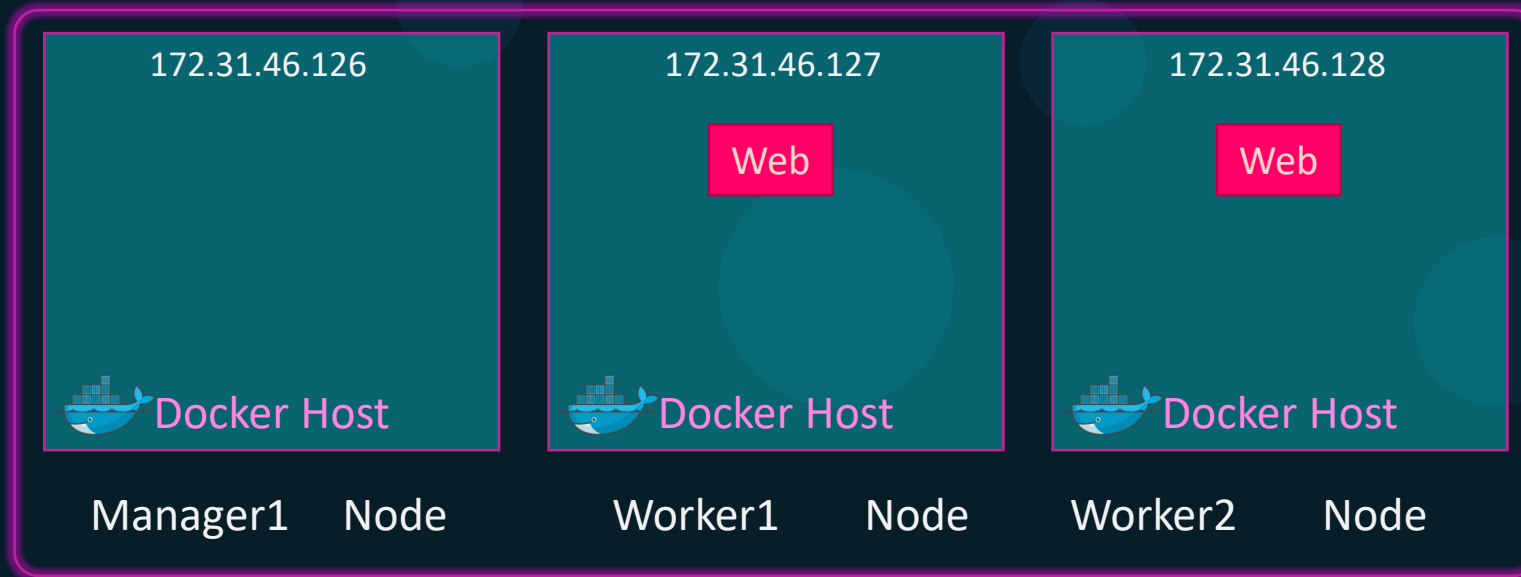 172.31.46.126
172.31.46.127
172.31.46.128
Web
Web
Docker Host
Docker Host
Docker Host
Manager1 Node
Worker1 Node
Worker2 Node